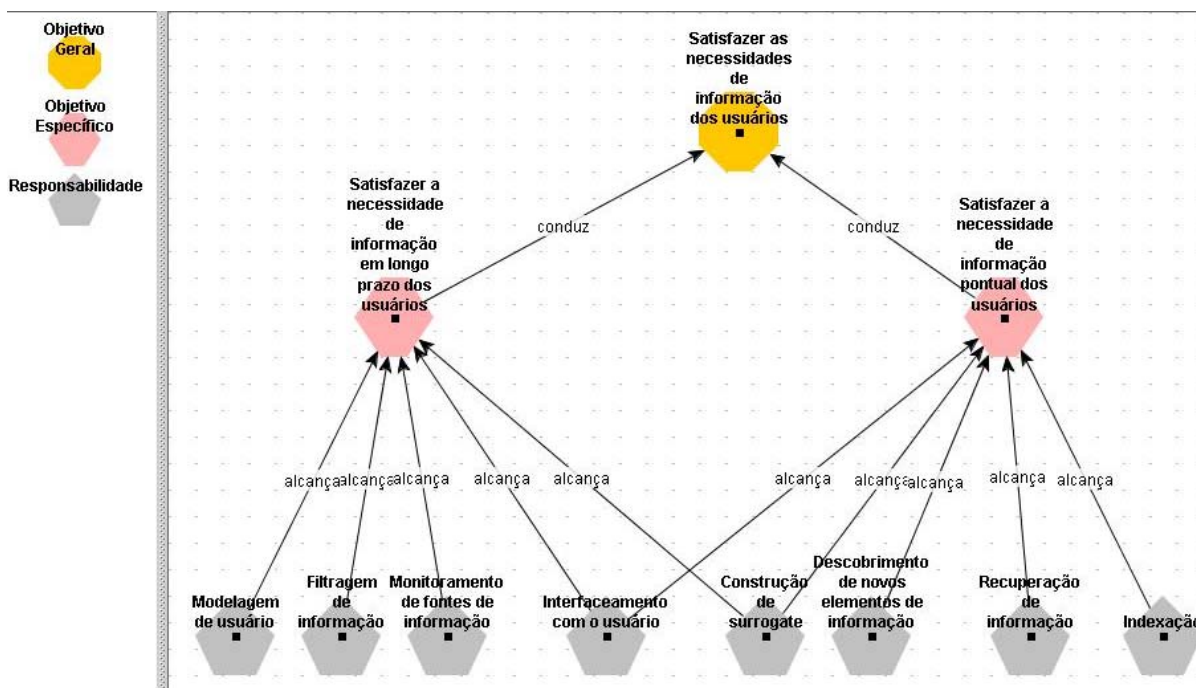 Objetivo
Geral
Objetivo
Específico
Responsabilidade
Satisfazer as
necessidades
de
informação
dos usuários
conduz
conduz
Satisfazer a
necessidade
de
informação
em longo
prazo dos
usuários
Satisfazer a
necessidade
de
informação
pontual dos
usuários
alcança
alcança
alcança
alcança
alcança
alcança
alcança
alcança
alcança
alcança
Modelagem
de usuário
Filtragem
de
informação
Monitoramento
de fontes de
informação
Interfaceamento
com o usuário
Construção
de
surrogate
Descobrimento
de novos
elementos de
informação
Recuperação
de
informação
Indexação